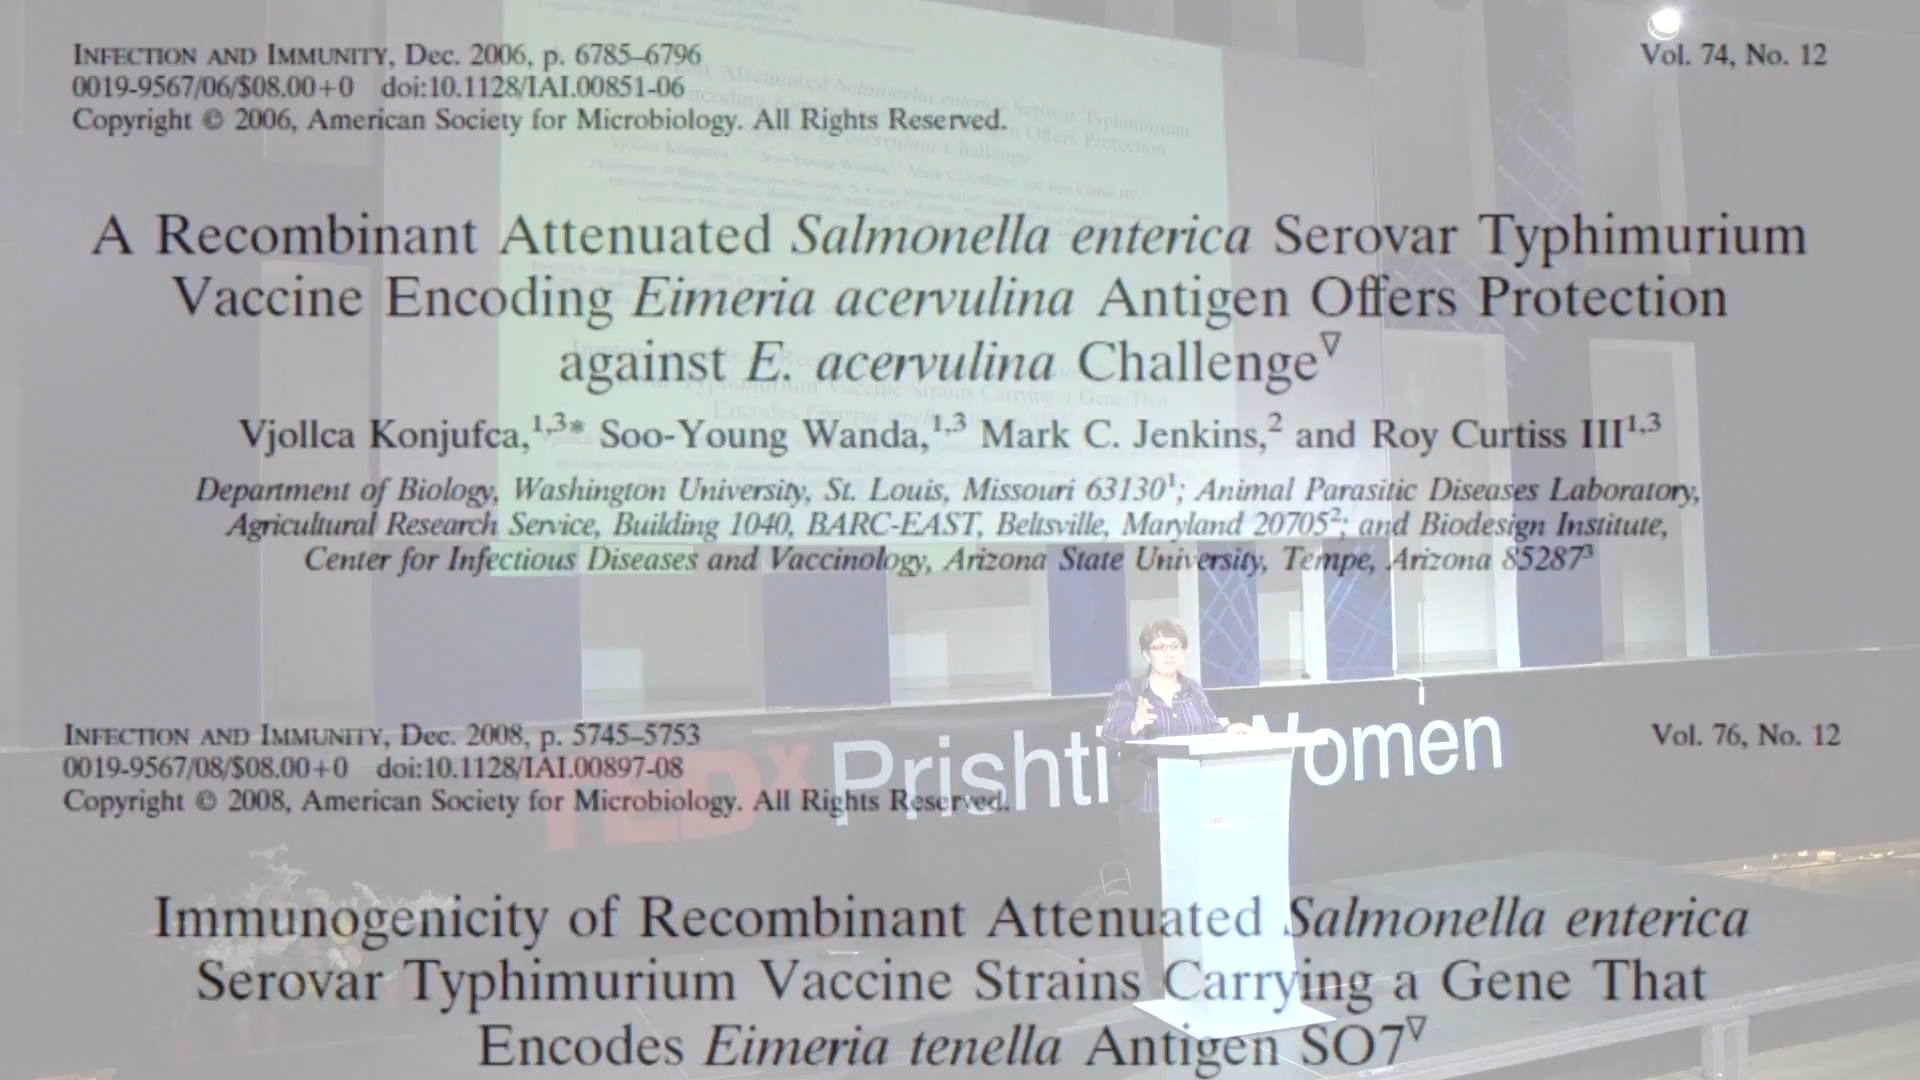 INFECTION AND IMMUNITY, Dec. 2006, p. 6785–6796
Vol. 74, No. 12
0019-9567/06/$08.00+0 doi:10.1128/IAI.00851-06
Copyright © 2006, American Society for Microbiology. All Rights Reserved.
A Recombinant Attenuated Salmonella enterica Serovar Typhimurium
Vaccine Encoding Eimeria acervulina Antigen Offers Protection
against E. acervulina Challenge▽
Vjollca Konjufca,1,3* Soo-Young Wanda,1,3 Mark C. Jenkins,2 and Roy Curtiss III1,3
Department of Biology, Washington University, St. Louis, Missouri 631301; Animal Parasitic Diseases Laboratory,
Agricultural Research Service, Building 1040, BARC-EAST, Beltsville, Maryland 207052; and Biodesign Institute,
Center for Infectious Diseases and Vaccinology, Arizona State University, Tempe, Arizona 852873
INFECTION AND IMMUNITY, Dec. 2008, p. 5745–5753
Vol. 76, No. 12
0019-9567/08/$08.00+0 doi:10.1128/IAI.00897-08
Copyright © 2008, American Society for Microbiology. All Rights Reserved.
TEDx Prishti Women
Immunogenicity of Recombinant Attenuated Salmonella enterica
Serovar Typhimurium Vaccine Strains Carrying a Gene That
Encodes Eimeria tenella Antigen SO7▽